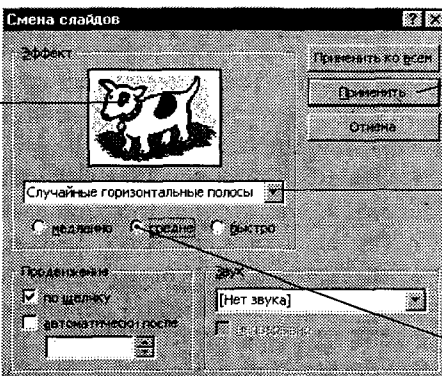 Смена слайдов
Эффект
Применить ко всем
Применить
Отмена
Случайные горизонтальные полосы
медленно средне быстро
Продвижение
Звук
по щелчку
[Нет звука]
автоматически после